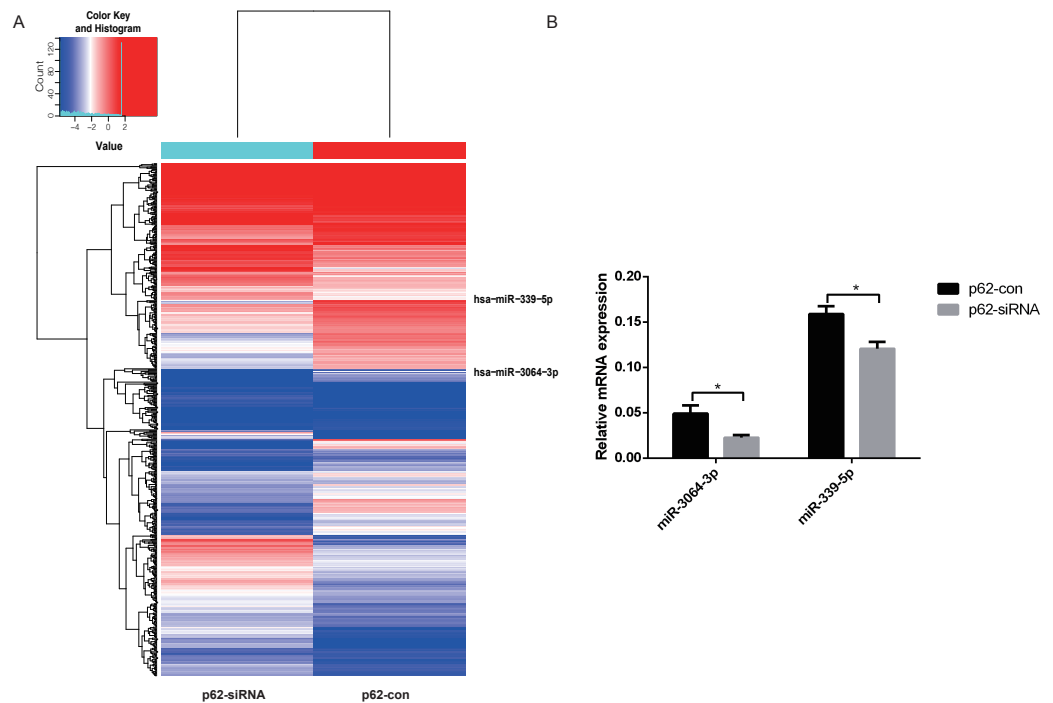 A
Color Key
and Histogram
Count
0 40 80 120
−4 −2 0 2
Value
hsa−miR−339−5p
hsa−miR−3064−3p
p62-siRNA p62-con
B
Relative mRNA expression
0.20
0.15
0.10
0.05
0.00
*
*
p62-con
p62-siRNA
miR-3064-3p
miR-339-5p